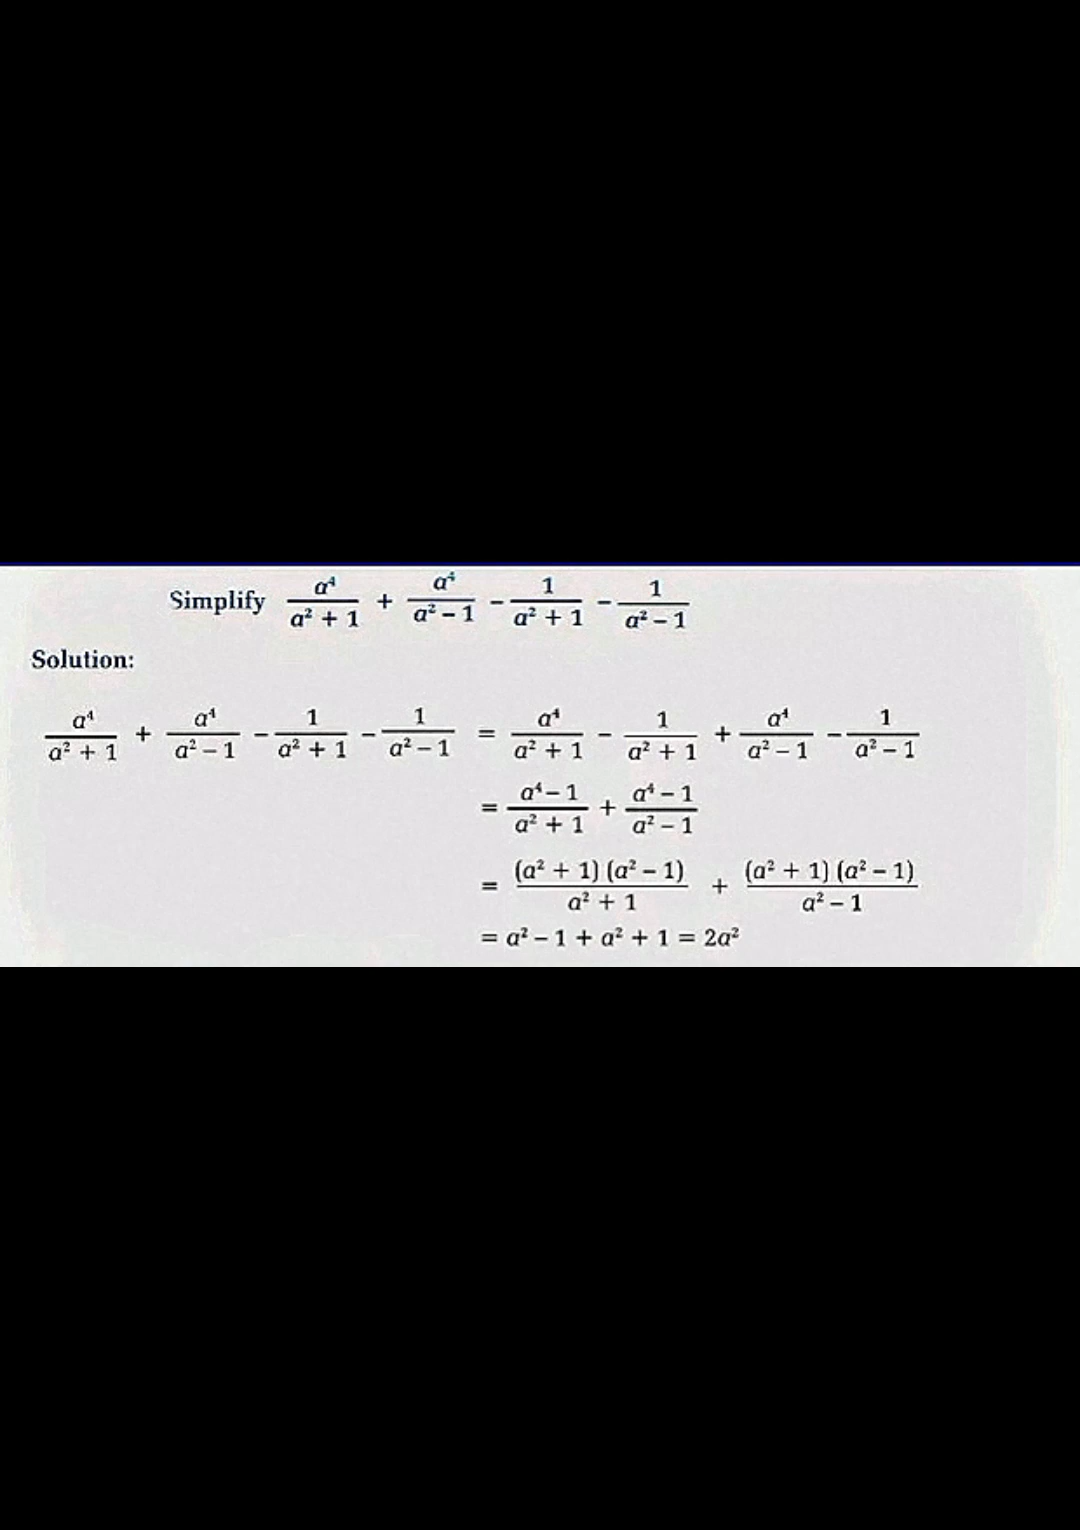 Simplify a⁴/(a² + 1) + a⁴/(a² – 1) – 1/(a² + 1) – 1/(a² – 1)
Solution:
a⁴/(a² + 1) + a⁴/(a² – 1) – 1/(a² + 1) – 1/(a² – 1) = a⁴/(a² + 1) – 1/(a² + 1) + a⁴/(a² – 1) – 1/(a² – 1)
= (a⁴ – 1)/(a² + 1) + (a⁴ – 1)/(a² – 1)
= (a² + 1) (a² – 1)/(a² + 1) + (a² + 1) (a² – 1)/(a² – 1)
= a² – 1 + a² + 1 = 2a²